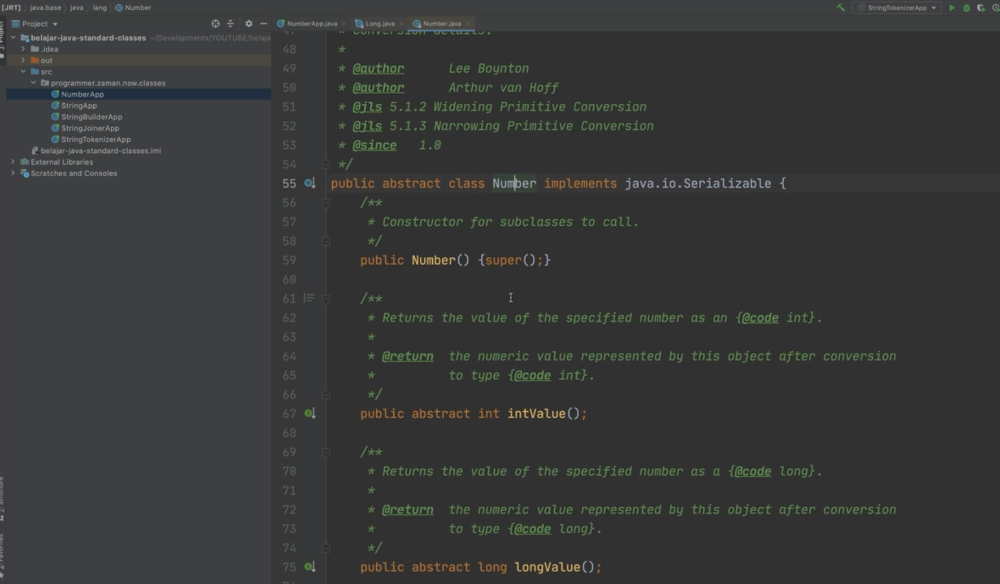 [JRT] java.base java lang Number
StringTokenizerApp
Project
NumberApp.java Long.java Number.java
belajar-java-standard-classes ~/Developments/YOUTUBE/belaja
.idea
out
src
programmer.zaman.now.classes
NumberApp
StringApp
StringBuilderApp
StringJoinerApp
StringTokenizerApp
belajar-java-standard-classes.iml
External Libraries
Scratches and Consoles
47 * conversion details.
48 *
49 * @author Lee Boynton
50 * @author Arthur van Hoff
51 * @jls 5.1.2 Widening Primitive Conversion
52 * @jls 5.1.3 Narrowing Primitive Conversion
53 * @since 1.0
54 */
55 public abstract class Number implements java.io.Serializable {
56 /**
57 * Constructor for subclasses to call.
58 */
59 public Number() {super();}
60
61 /**
62 * Returns the value of the specified number as an {@code int}.
63 *
64 * @return the numeric value represented by this object after conversion
65 * to type {@code int}.
66 */
67 public abstract int intValue();
68
69 /**
70 * Returns the value of the specified number as a {@code long}.
71 *
72 * @return the numeric value represented by this object after conversion
73 * to type {@code long}.
74 */
75 public abstract long longValue();
1: Project
Z: Structure
2: Favorites